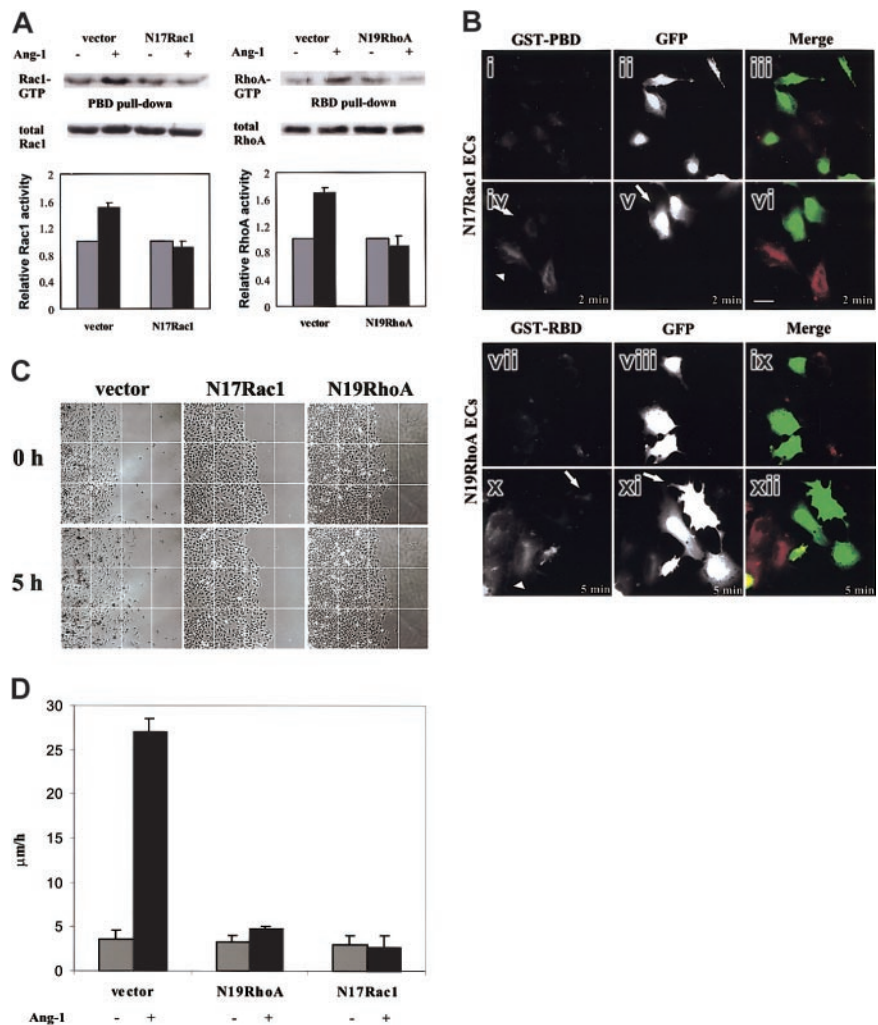 A
vector N17Rac1
Ang-1 - + - +
Rac1-
GTP
PBD pull-down
total
Rac1
Relative Rac1 activity
2
1.6
1.2
0.8
0.4
vector N17Rac1
vector N19RhoA
Ang-1 - + - +
RhoA-
GTP
RBD pull-down
total
RhoA
Relative RhoA activity
2
1.6
1.2
0.8
0.4
vector N19RhoA
B
GST-PBD GFP Merge
N17Rac1 ECs
i ii iii
iv v vi
2 min 2 min 2 min
GST-RBD GFP Merge
N19RhoA ECs
vii viii ix
x xi xii
5 min 5 min 5 min
C
vector N17Rac1 N19RhoA
0 h
5 h
D
µm/h
30
25
20
15
10
5
0
vector N19RhoA N17Rac1
Ang-1 - + - + - +